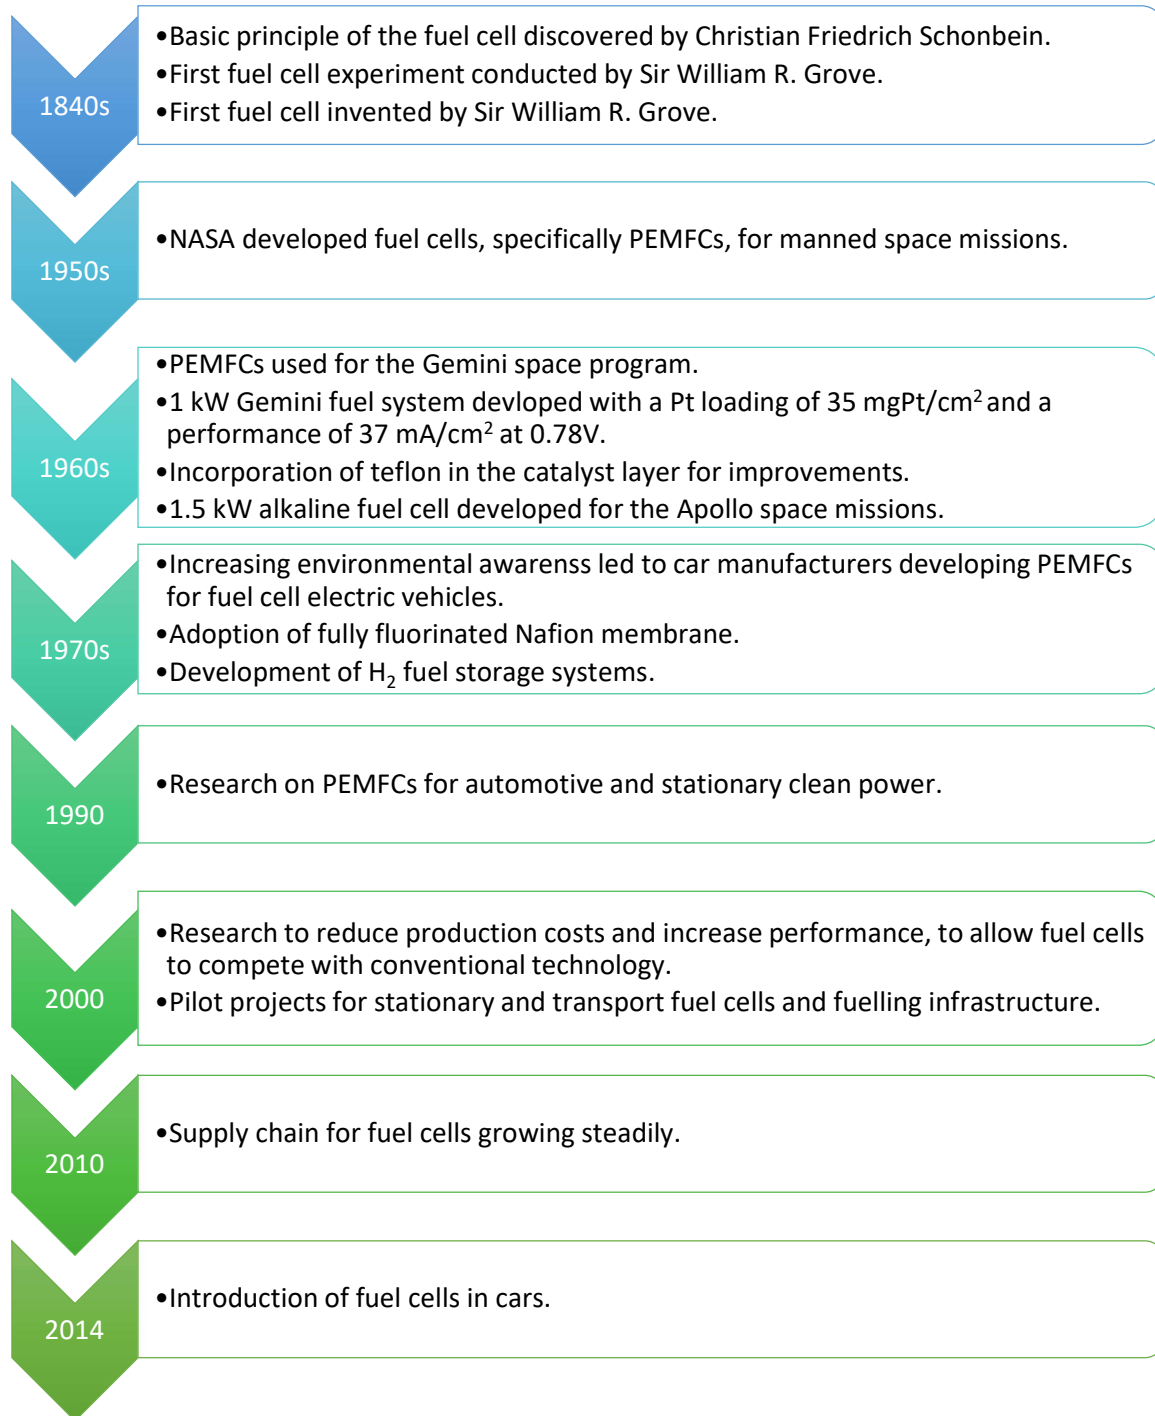 1840s
•Basic principle of the fuel cell discovered by Christian Friedrich Schonbein.
•First fuel cell experiment conducted by Sir William R. Grove.
•First fuel cell invented by Sir William R. Grove.
1950s
•NASA developed fuel cells, specifically PEMFCs, for manned space missions.
1960s
•PEMFCs used for the Gemini space program.
•1 kW Gemini fuel system devloped with a Pt loading of 35 mgPt/cm² and a
performance of 37 mA/cm² at 0.78V.
•Incorporation of teflon in the catalyst layer for improvements.
•1.5 kW alkaline fuel cell developed for the Apollo space missions.
1970s
•Increasing environmental awarenss led to car manufacturers developing PEMFCs
for fuel cell electric vehicles.
•Adoption of fully fluorinated Nafion membrane.
•Development of H₂ fuel storage systems.
1990
•Research on PEMFCs for automotive and stationary clean power.
2000
•Research to reduce production costs and increase performance, to allow fuel cells
to compete with conventional technology.
•Pilot projects for stationary and transport fuel cells and fuelling infrastructure.
2010
•Supply chain for fuel cells growing steadily.
2014
•Introduction of fuel cells in cars.